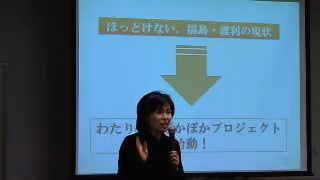 ほっとけない、福島・渡利の現状
わたり かぽかプロジェクト
始動！